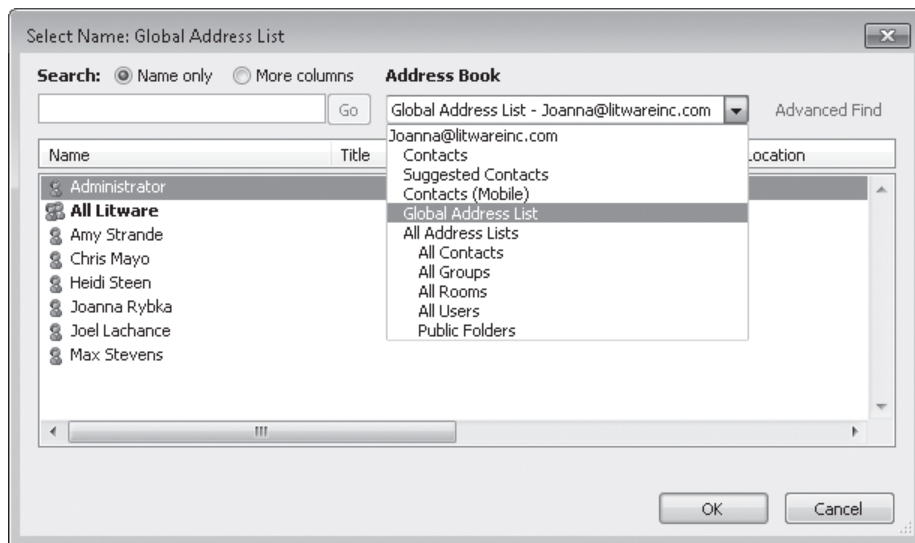 Select Name: Global Address List
Search: Name only More columns Address Book
Go Global Address List - Joanna@litwareinc.com Advanced Find
Joanna@litwareinc.com
Contacts
Suggested Contacts
Contacts (Mobile)
Global Address List
All Address Lists
All Contacts
All Groups
All Rooms
All Users
Public Folders
Name Title Location
Administrator
All Litware
Amy Strande
Chris Mayo
Heidi Steen
Joanna Rybka
Joel Lachance
Max Stevens
OK Cancel